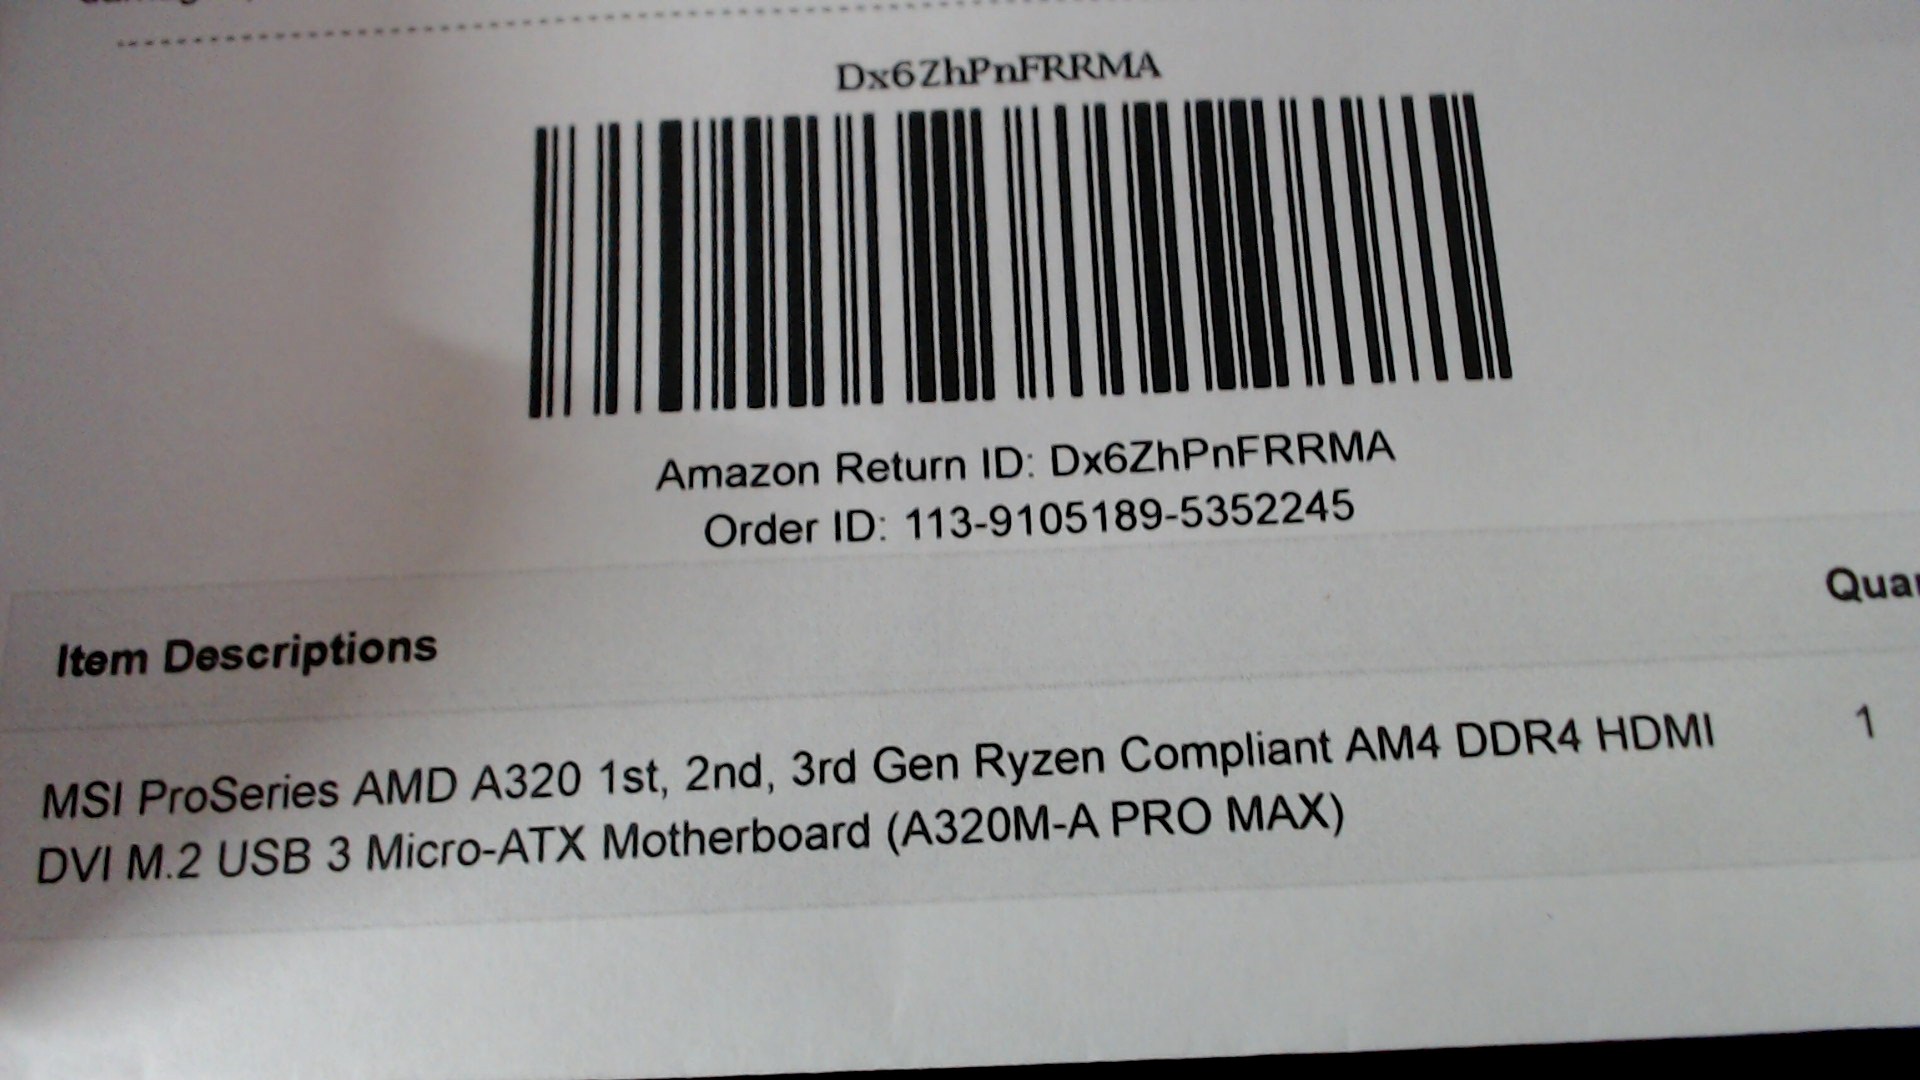 Dx6ZhPnFRRMA
Amazon Return ID: Dx6ZhPnFRRMA
Order ID: 113-9105189-5352245
Item Descriptions
MSI ProSeries AMD A320 1st, 2nd, 3rd Gen Ryzen Compliant AM4 DDR4 HDMI 1
DVI M.2 USB 3 Micro-ATX Motherboard (A320M-A PRO MAX)